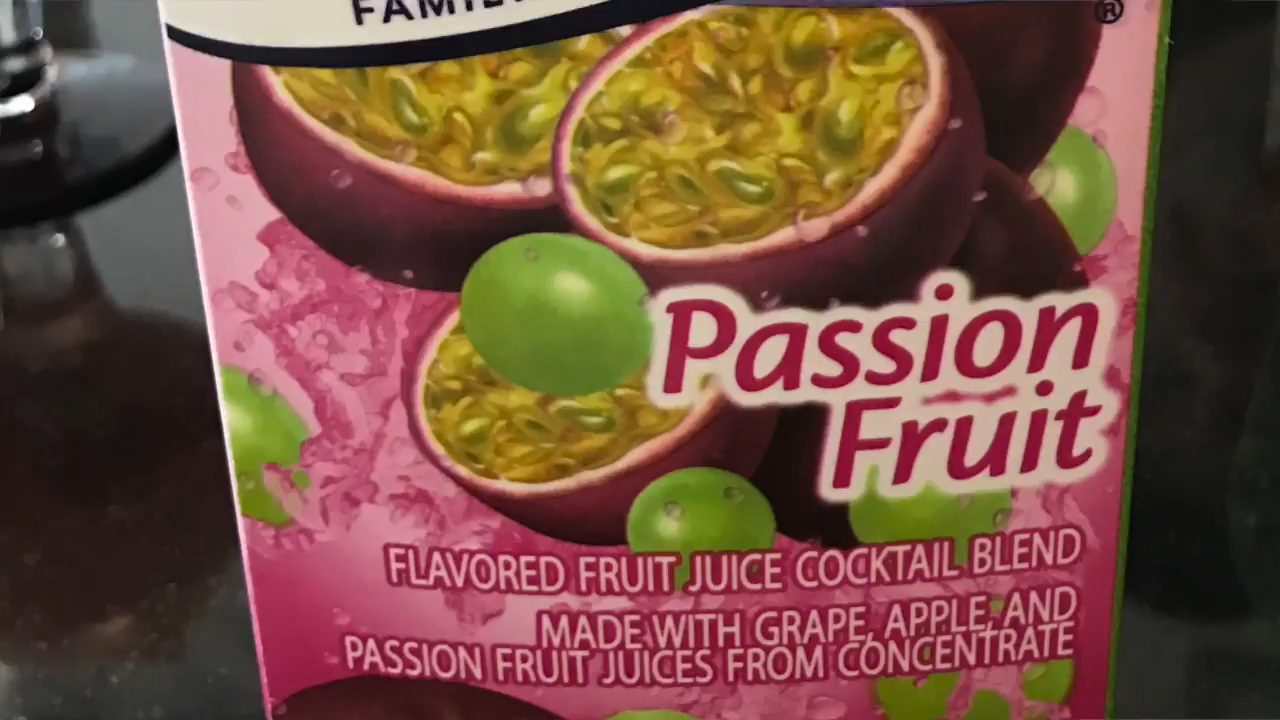 ®
Passion
Fruit
FLAVORED FRUIT JUICE COCKTAIL BLEND
MADE WITH GRAPE, APPLE, AND
PASSION FRUIT JUICES FROM CONCENTRATE